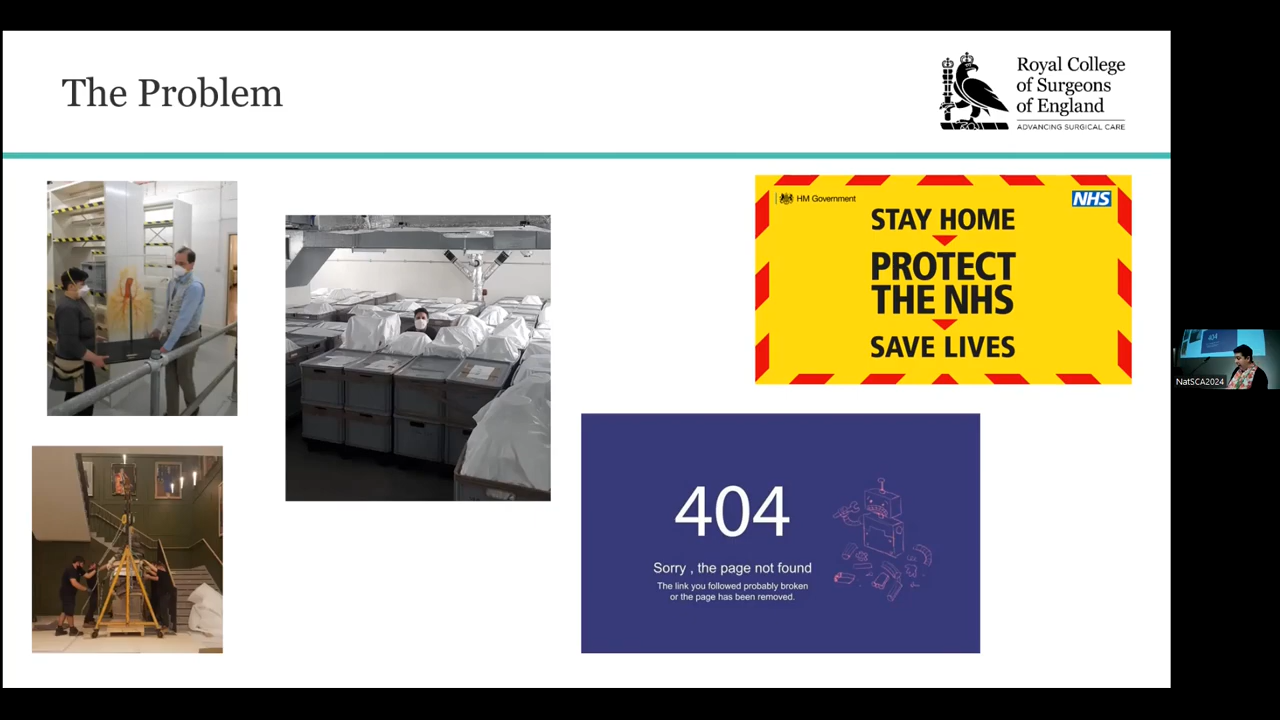 The Problem
Royal College
of Surgeons
of England
ADVANCING SURGICAL CARE
HM Government
NHS
STAY HOME
PROTECT
THE NHS
SAVE LIVES
404
Sorry , the page not found
The link you followed probably broken
or the page has been removed.
404
NatSCA2024